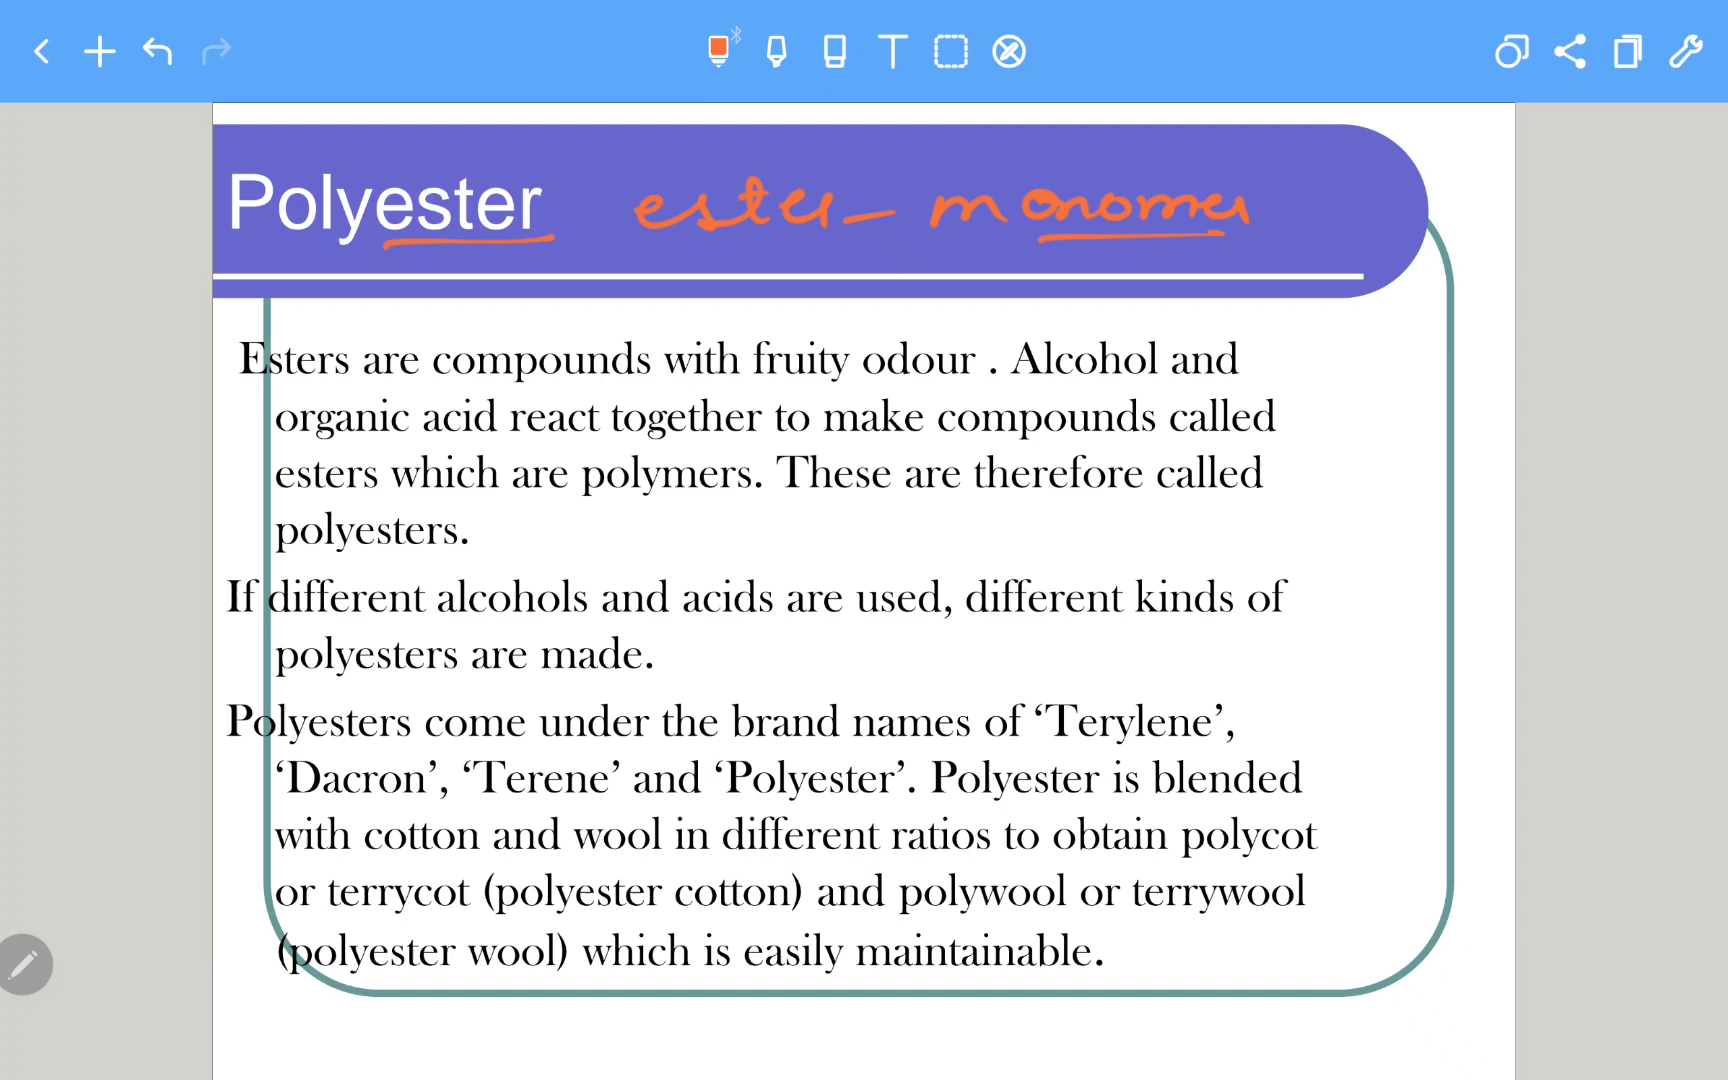 Polyester ester - monomer
Esters are compounds with fruity odour . Alcohol and
organic acid react together to make compounds called
esters which are polymers. These are therefore called
polyesters.
If different alcohols and acids are used, different kinds of
polyesters are made.
Polyesters come under the brand names of ‘Terylene’,
‘Dacron’, ‘Terene’ and ‘Polyester’. Polyester is blended
with cotton and wool in different ratios to obtain polycot
or terrycot (polyester cotton) and polywool or terrywool
(polyester wool) which is easily maintainable.